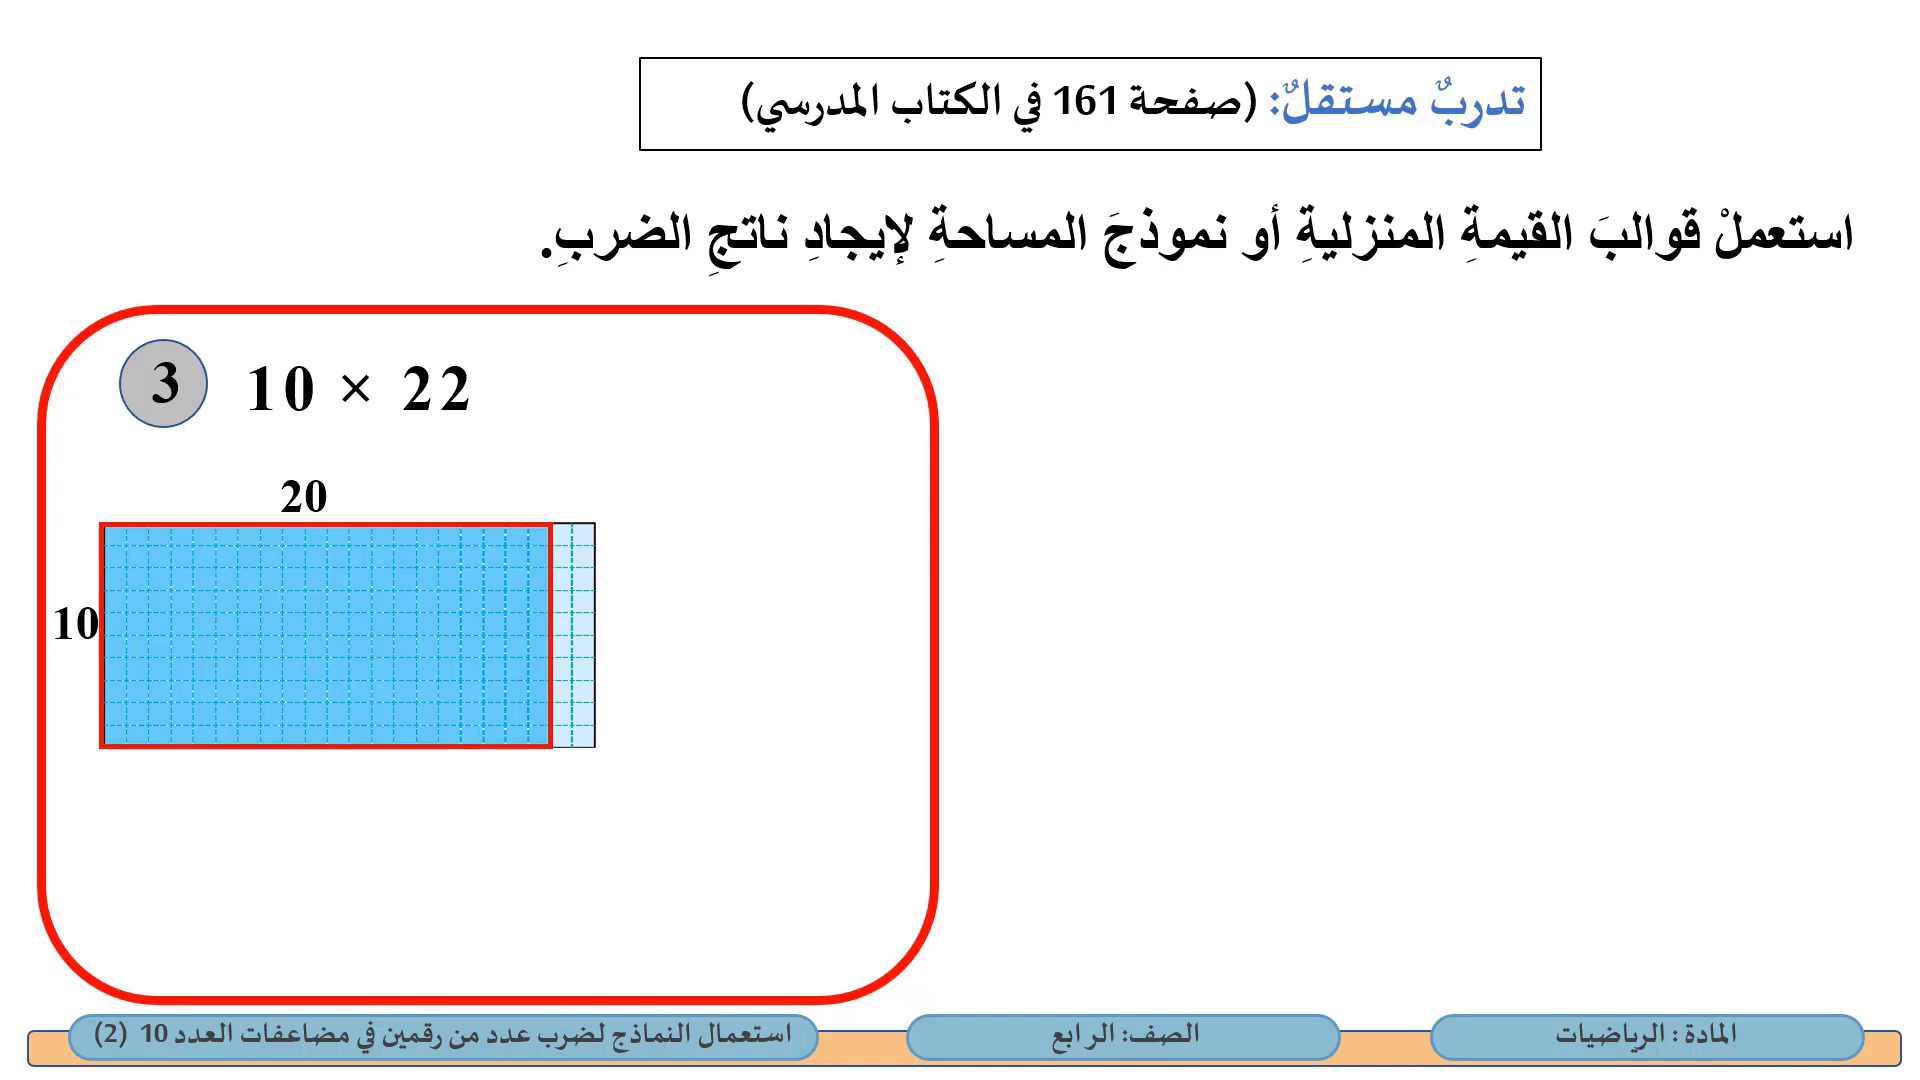 تدربٌ مستقلٌ: (صفحة 161 في الكتاب المدرسي)
استعملْ قوالبَ القيمةِ المنزليةِ أو نموذجَ المساحةِ لإيجادِ ناتجِ الضربِ.
3 10 × 22
20
10
المادة : الرياضيات
الصف: الرابع
استعمال النماذج لضرب عدد من رقمين في مضاعفات العدد 10 (2)